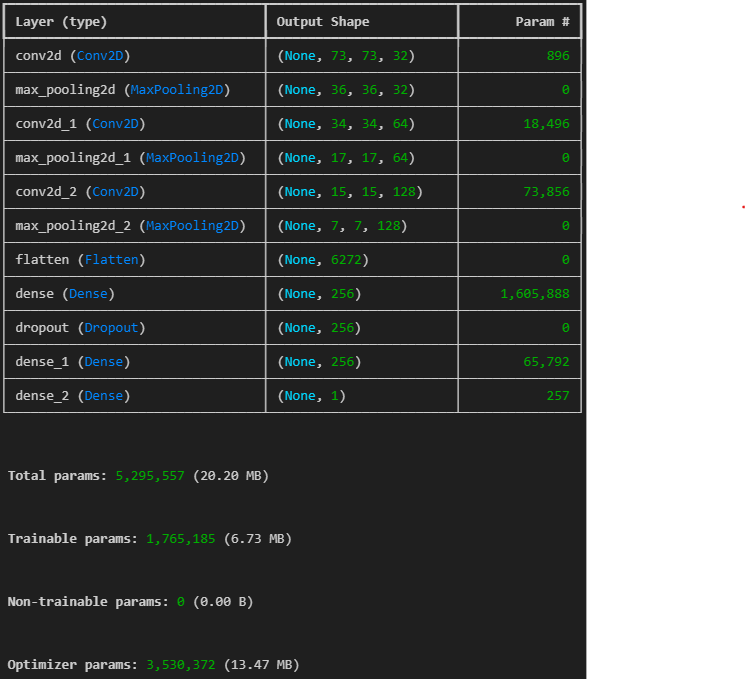 Layer (type) Output Shape Param #
conv2d (Conv2D) (None, 73, 73, 32) 896
max_pooling2d (MaxPooling2D) (None, 36, 36, 32) 0
conv2d_1 (Conv2D) (None, 34, 34, 64) 18,496
max_pooling2d_1 (MaxPooling2D) (None, 17, 17, 64) 0
conv2d_2 (Conv2D) (None, 15, 15, 128) 73,856
max_pooling2d_2 (MaxPooling2D) (None, 7, 7, 128) 0
flatten (Flatten) (None, 6272) 0
dense (Dense) (None, 256) 1,605,888
dropout (Dropout) (None, 256) 0
dense_1 (Dense) (None, 256) 65,792
dense_2 (Dense) (None, 1) 257
Total params: 5,295,557 (20.20 MB)
Trainable params: 1,765,185 (6.73 MB)
Non-trainable params: 0 (0.00 B)
Optimizer params: 3,530,372 (13.47 MB)